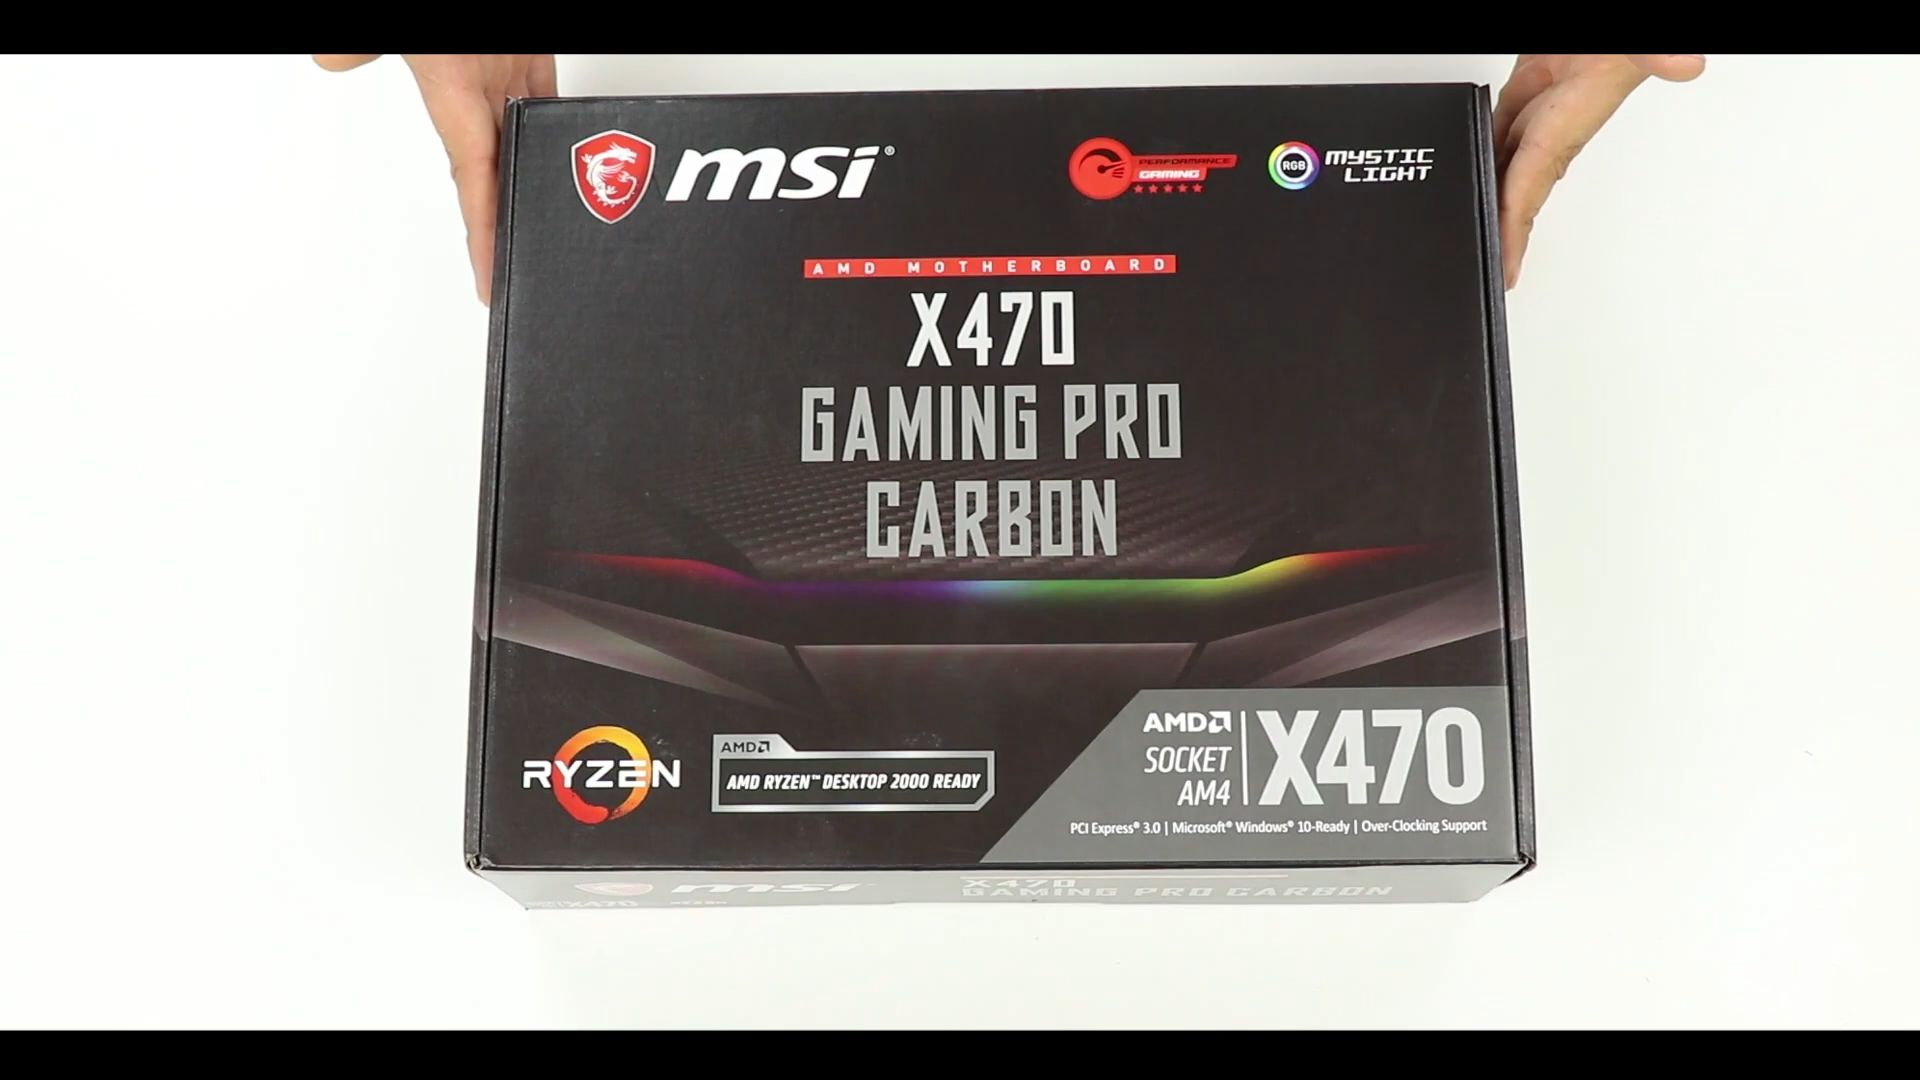 msi®
PERFORMANCE
GAMING
RGB
MYSTIC
LIGHT
AMD MOTHERBOARD
X470
GAMING PRO
CARBON
RYZEN
AMD
AMD RYZEN™ DESKTOP 2000 READY
AMD
SOCKET
AM4
X470
PCI Express® 3.0 | Microsoft® Windows® 10-Ready | Over-Clocking Support
msi
X470
GAMING PRO CARBON
X470
RYZEN